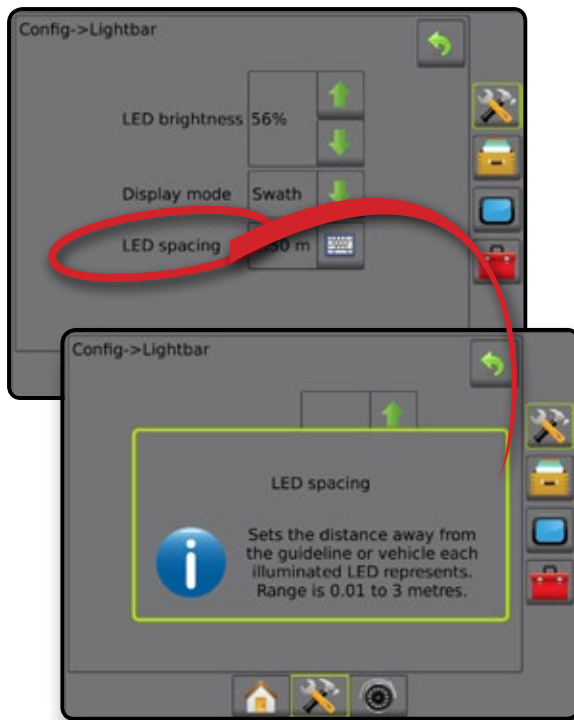 Config->Lightbar
LED brightness 56%
Display mode Swath
LED spacing m
Config->Lightbar
LED spacing
Sets the distance away from
the guideline or vehicle each
illuminated LED represents.
Range is 0.01 to 3 metres.